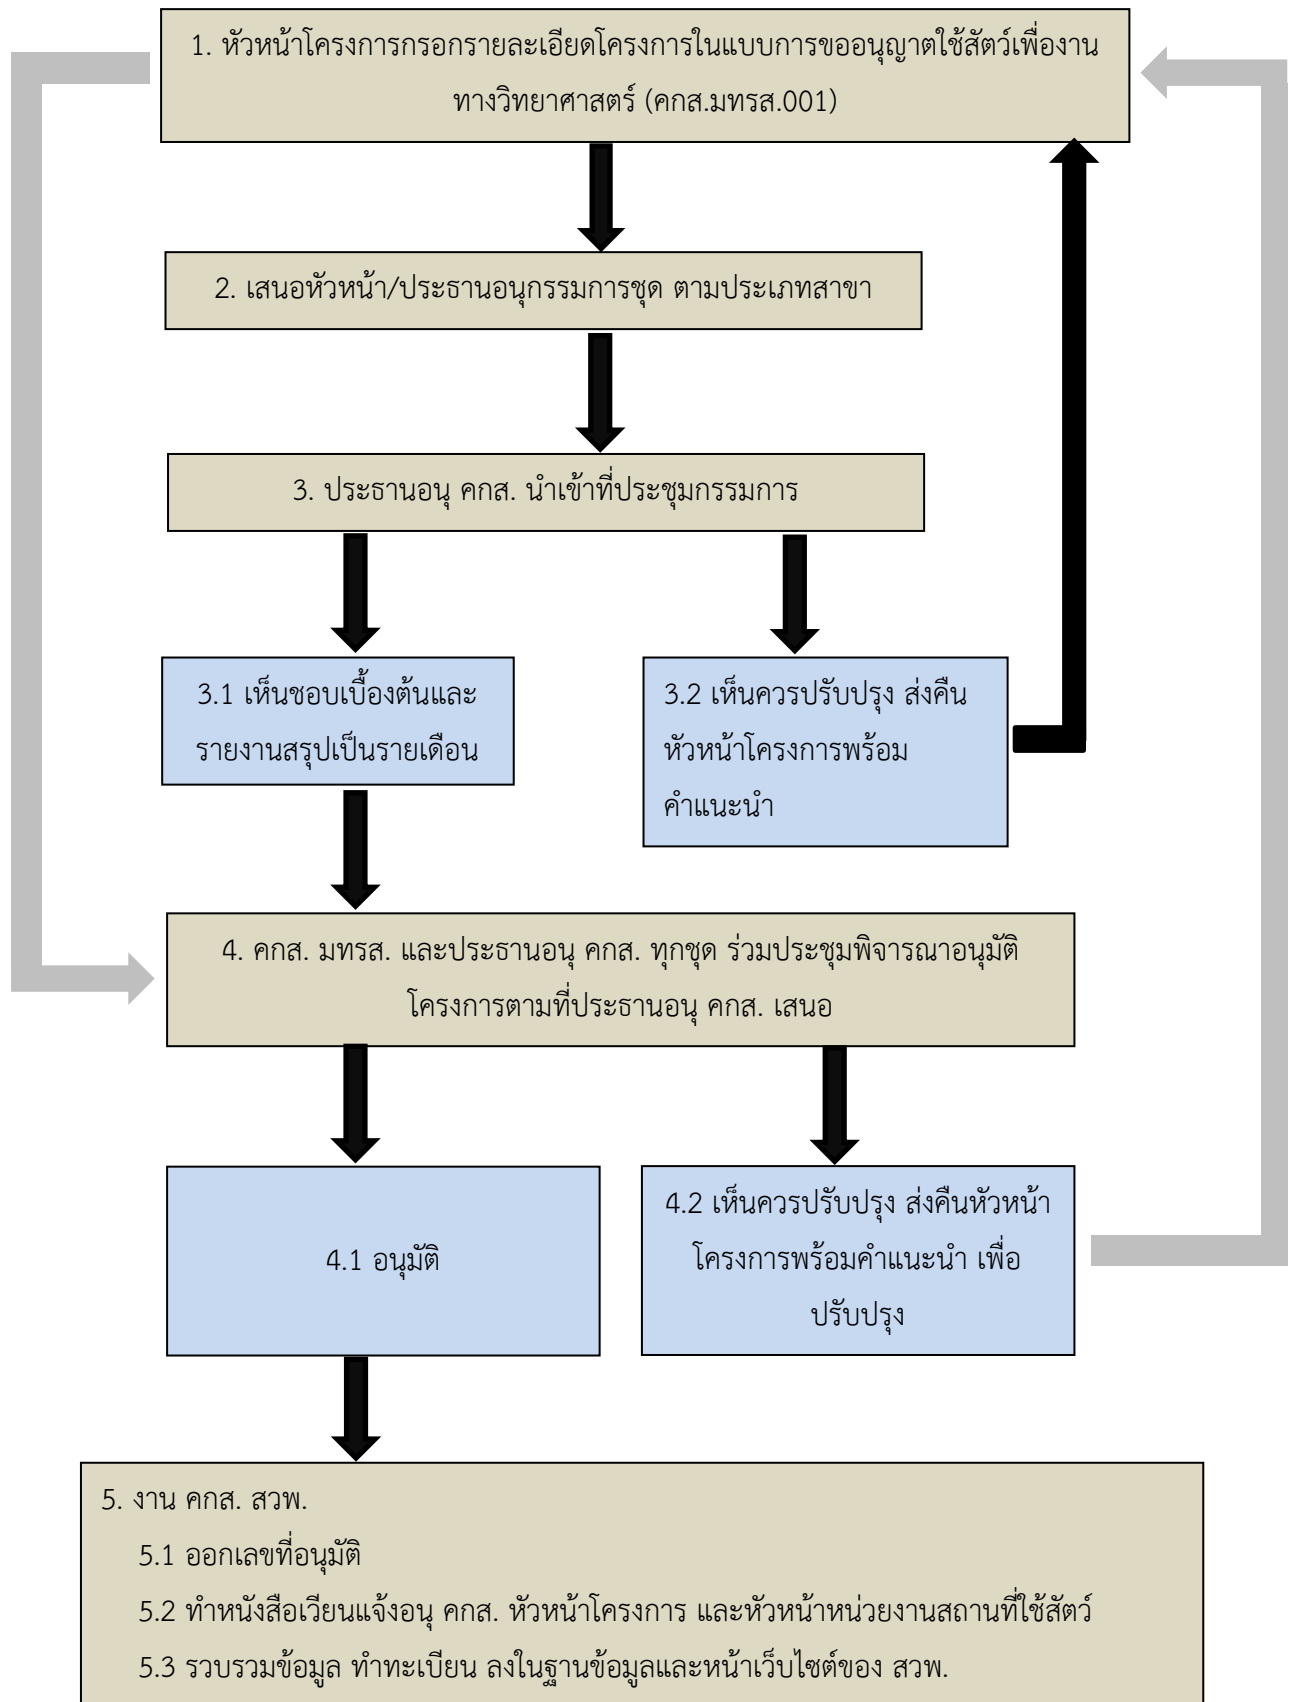 1. หัวหน้าโครงการกรอกรายละเอียดโครงการในแบบการขออนุญาตใช้สัตว์เพื่องาน
ทางวิทยาศาสตร์ (คกส.มทรส.001)
2. เสนอหัวหน้า/ประธานอนุกรรมการชุด ตามประเภทสาขา
3. ประธานอนุ คกส. นำเข้าที่ประชุมกรรมการ
3.1 เห็นชอบเบื้องต้นและ
รายงานสรุปเป็นรายเดือน
3.2 เห็นควรปรับปรุง ส่งคืน
หัวหน้าโครงการพร้อม
คำแนะนำ
4. คกส. มทรส. และประธานอนุ คกส. ทุกชุด ร่วมประชุมพิจารณาอนุมัติ
โครงการตามที่ประธานอนุ คกส. เสนอ
4.1 อนุมัติ
4.2 เห็นควรปรับปรุง ส่งคืนหัวหน้า
โครงการพร้อมคำแนะนำ เพื่อ
ปรับปรุง
5. งาน คกส. สวพ.
5.1 ออกเลขที่อนุมัติ
5.2 ทำหนังสือเวียนแจ้งอนุ คกส. หัวหน้าโครงการ และหัวหน้าหน่วยงานสถานที่ใช้สัตว์
5.3 รวบรวมข้อมูล ทำทะเบียน ลงในฐานข้อมูลและหน้าเว็บไซต์ของ สวพ.